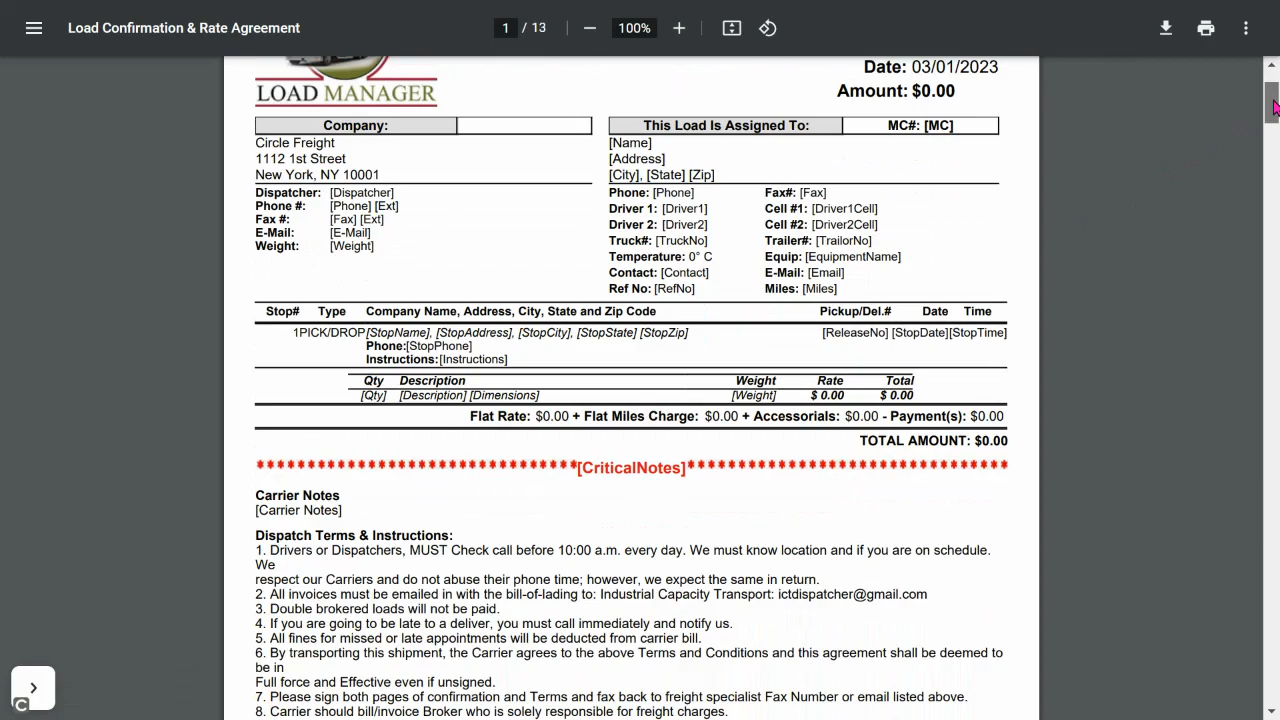 Load Confirmation & Rate Agreement
1 / 13
100%
LOAD MANAGER
Date: 03/01/2023
Amount: $0.00
Company:
Circle Freight
1112 1st Street
New York, NY 10001
Dispatcher: [Dispatcher]
Phone #: [Phone] [Ext]
Fax #: [Fax] [Ext]
E-Mail: [E-Mail]
Weight: [Weight]
This Load Is Assigned To: MC#: [MC]
[Name]
[Address]
[City], [State] [Zip]
Phone: [Phone] Fax#: [Fax]
Driver 1: [Driver1] Cell #1: [Driver1Cell]
Driver 2: [Driver2] Cell #2: [Driver2Cell]
Truck#: [TruckNo] Trailer#: [TrailorNo]
Temperature: 0° C Equip: [EquipmentName]
Contact: [Contact] E-Mail: [Email]
Ref No: [RefNo] Miles: [Miles]
Stop# Type Company Name, Address, City, State and Zip Code Pickup/Del.# Date Time
1PICK/DROP[StopName], [StopAddress], [StopCity], [StopState] [StopZip] [ReleaseNo] [StopDate][StopTime]
Phone:[StopPhone]
Instructions:[Instructions]
Qty Description Weight Rate Total
[Qty] [Description] [Dimensions] [Weight] $ 0.00 $ 0.00
Flat Rate: $0.00 + Flat Miles Charge: $0.00 + Accessorials: $0.00 - Payment(s): $0.00
TOTAL AMOUNT: $0.00
********************************[CriticalNotes]********************************
Carrier Notes
[Carrier Notes]
Dispatch Terms & Instructions:
1. Drivers or Dispatchers, MUST Check call before 10:00 a.m. every day. We must know location and if you are on schedule.
We
respect our Carriers and do not abuse their phone time; however, we expect the same in return.
2. All invoices must be emailed in with the bill-of-lading to: Industrial Capacity Transport: ictdispatcher@gmail.com
3. Double brokered loads will not be paid.
4. If you are going to be late to a deliver, you must call immediately and notify us.
5. All fines for missed or late appointments will be deducted from carrier bill.
6. By transporting this shipment, the Carrier agrees to the above Terms and Conditions and this agreement shall be deemed to
be in
Full force and Effective even if unsigned.
7. Please sign both pages of confirmation and Terms and fax back to freight specialist Fax Number or email listed above.
8. Carrier should bill/invoice Broker who is solely responsible for freight charges.